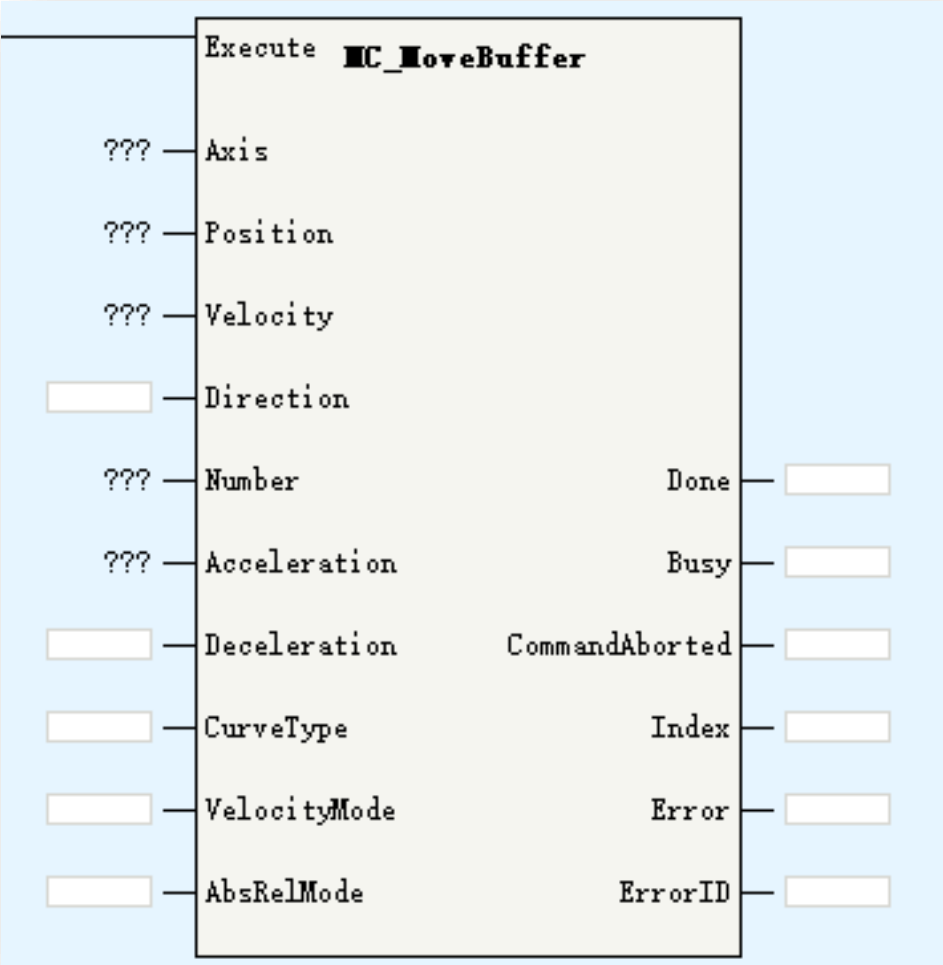 Execute MC_MoveBuffer
??? Axis
??? Position
??? Velocity
Direction
??? Number Done
??? Acceleration Busy
Deceleration CommandAborted
CurveType Index
VelocityMode Error
AbsRelMode ErrorID